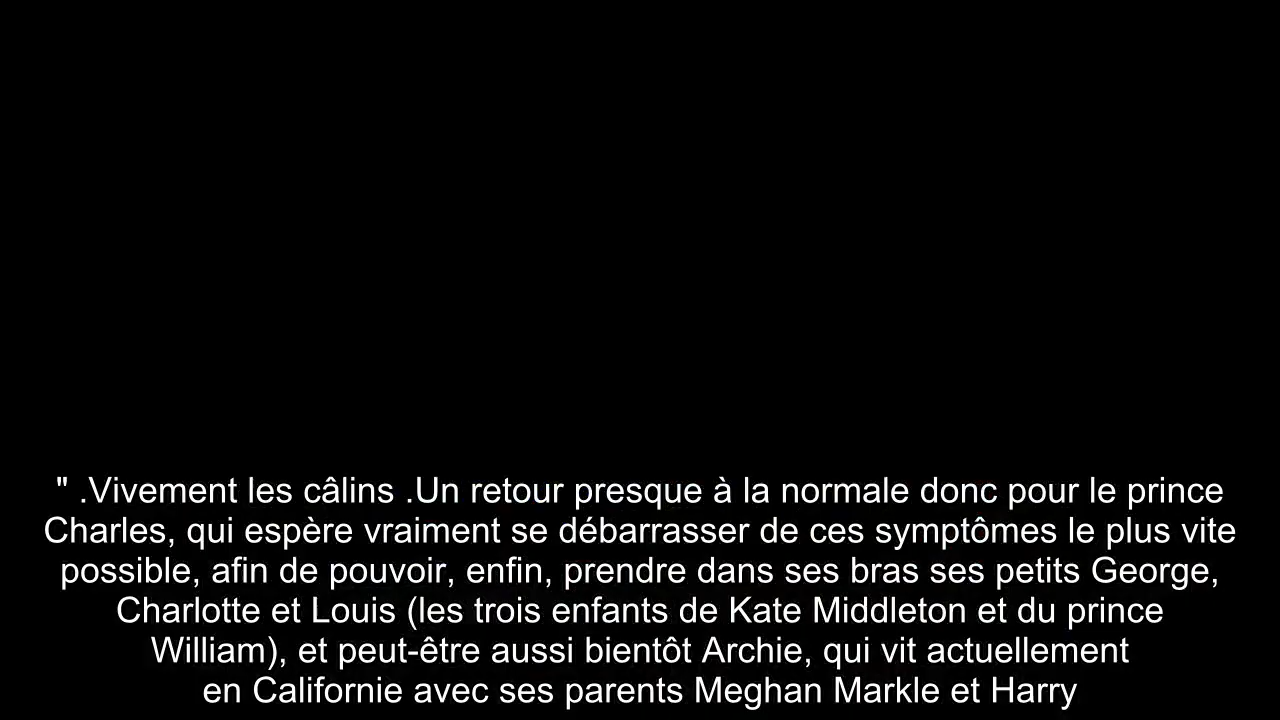 " .Vivement les câlins .Un retour presque à la normale donc pour le prince
Charles, qui espère vraiment se débarrasser de ces symptômes le plus vite
possible, afin de pouvoir, enfin, prendre dans ses bras ses petits George,
Charlotte et Louis (les trois enfants de Kate Middleton et du prince
William), et peut-être aussi bientôt Archie, qui vit actuellement
en Californie avec ses parents Meghan Markle et Harry